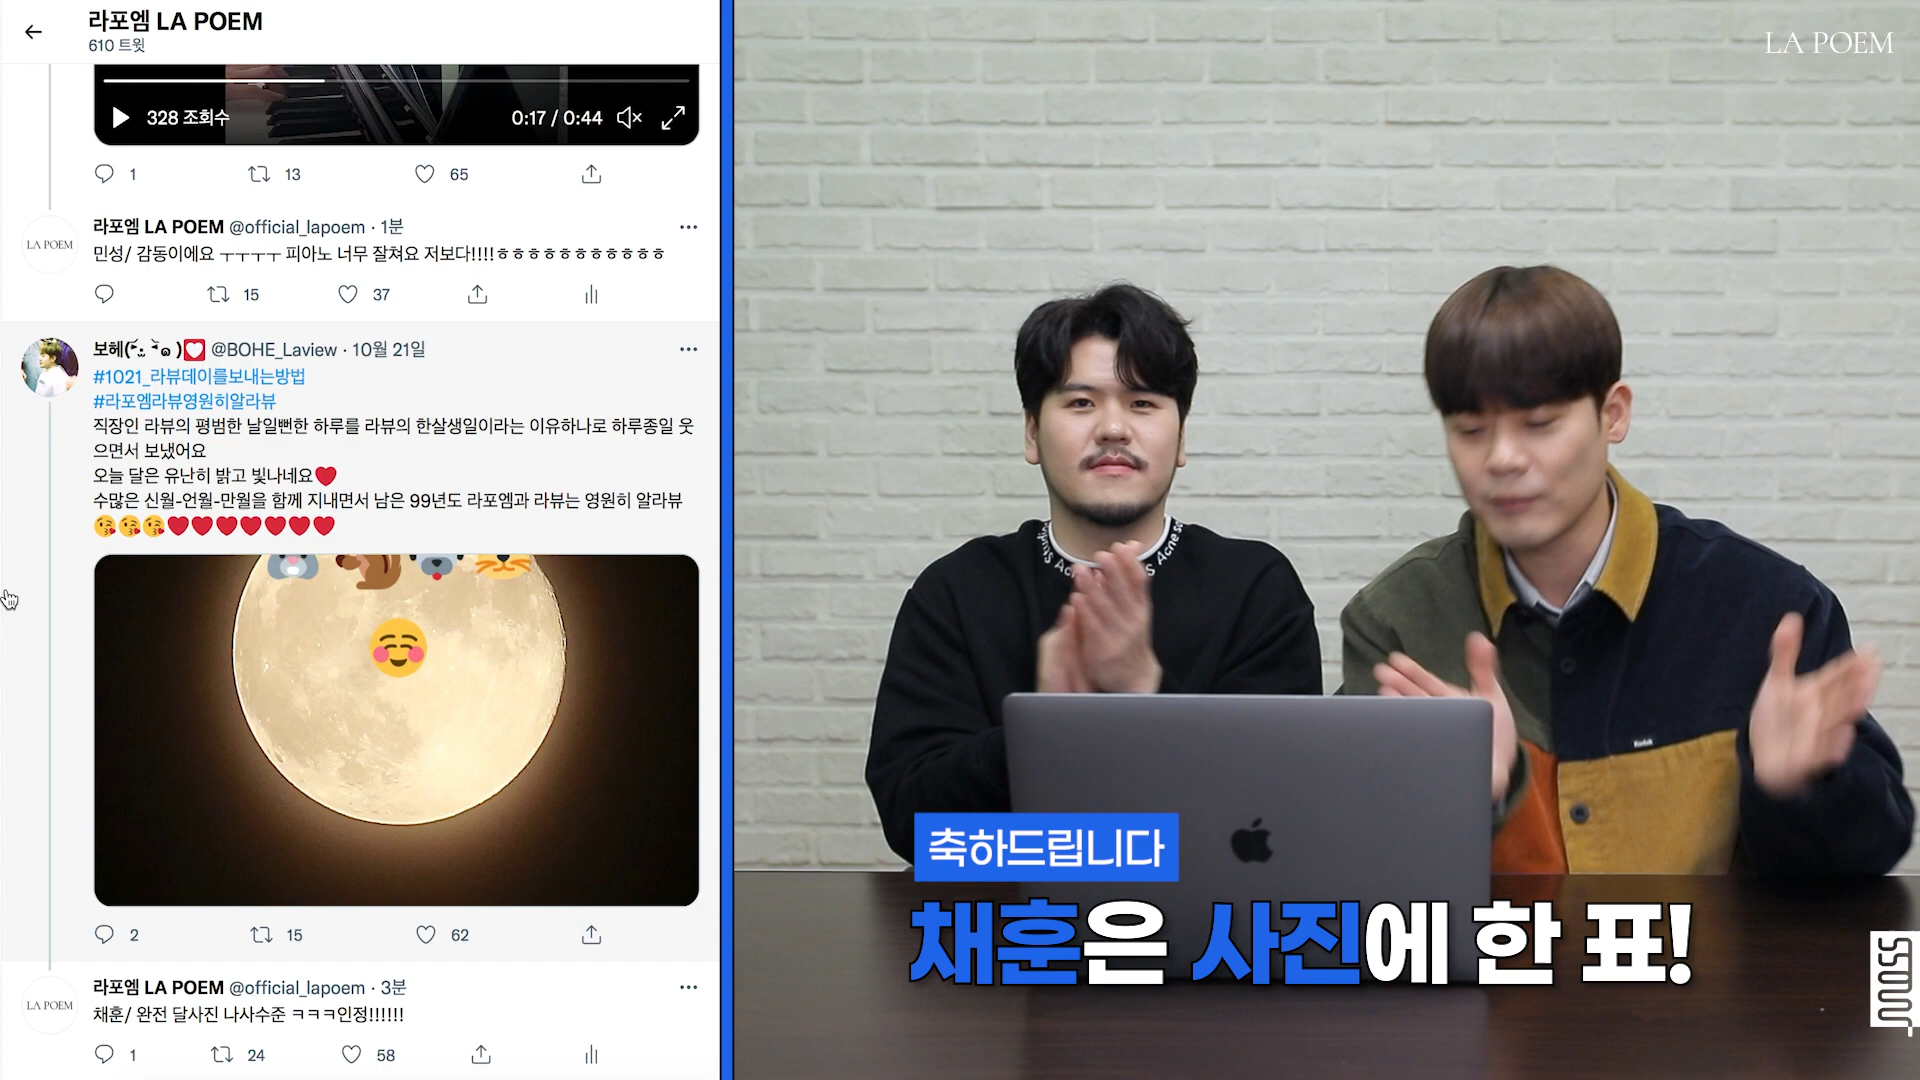 라포엠 LA POEM
610 트윗
328 조회수
0:17 / 0:44
1
13
65
라포엠 LA POEM @official_lapoem · 1분
LA POEM
민성/ 감동이에요 ㅜㅜㅜㅜ 피아노 너무 잘쳐요 저보다!!!!ㅎㅎㅎㅎㅎㅎㅎㅎㅎㅎㅎ
15
37
보헤 @BOHE_Laview · 10월 21일
#1021_라뷰데이를보내는방법
#라포엠라뷰영원히알라뷰
직장인 라뷰의 평범한 날일뻔한 하루를 라뷰의 한살생일이라는 이유하나로 하루종일 웃
으면서 보냈어요
오늘 달은 유난히 밝고 빛나네요❤️
수많은 신월-언월-만월을 함께 지내면서 남은 99년도 라포엠과 라뷰는 영원히 알라뷰
😘😘😘❤️❤️❤️❤️❤️❤️❤️
2
15
62
라포엠 LA POEM @official_lapoem · 3분
LA POEM
채훈/ 완전 달사진 나사수준 ㅋㅋㅋ인정!!!!!!
1
24
58
LA POEM
Acne
Kodak
축하드립니다
채훈은 사진에 한 표!